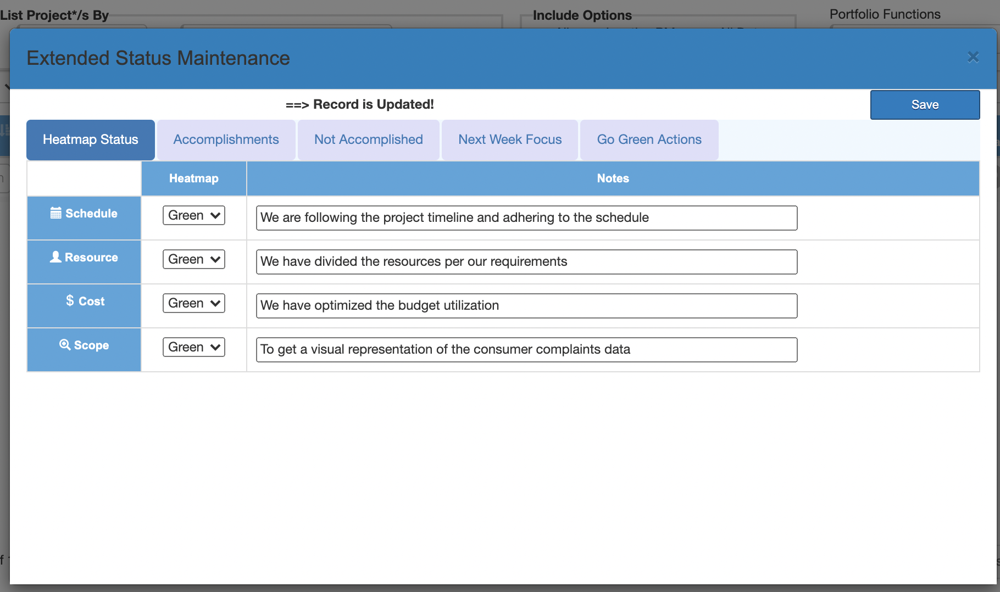 List Project*/s By
Include Options
Portfolio Functions
Extended Status Maintenance
==> Record is Updated!
Save
Heatmap Status
Accomplishments
Not Accomplished
Next Week Focus
Go Green Actions
Heatmap
Notes
Schedule
Green
We are following the project timeline and adhering to the schedule
Resource
Green
We have divided the resources per our requirements
$ Cost
Green
We have optimized the budget utilization
Scope
Green
To get a visual representation of the consumer complaints data